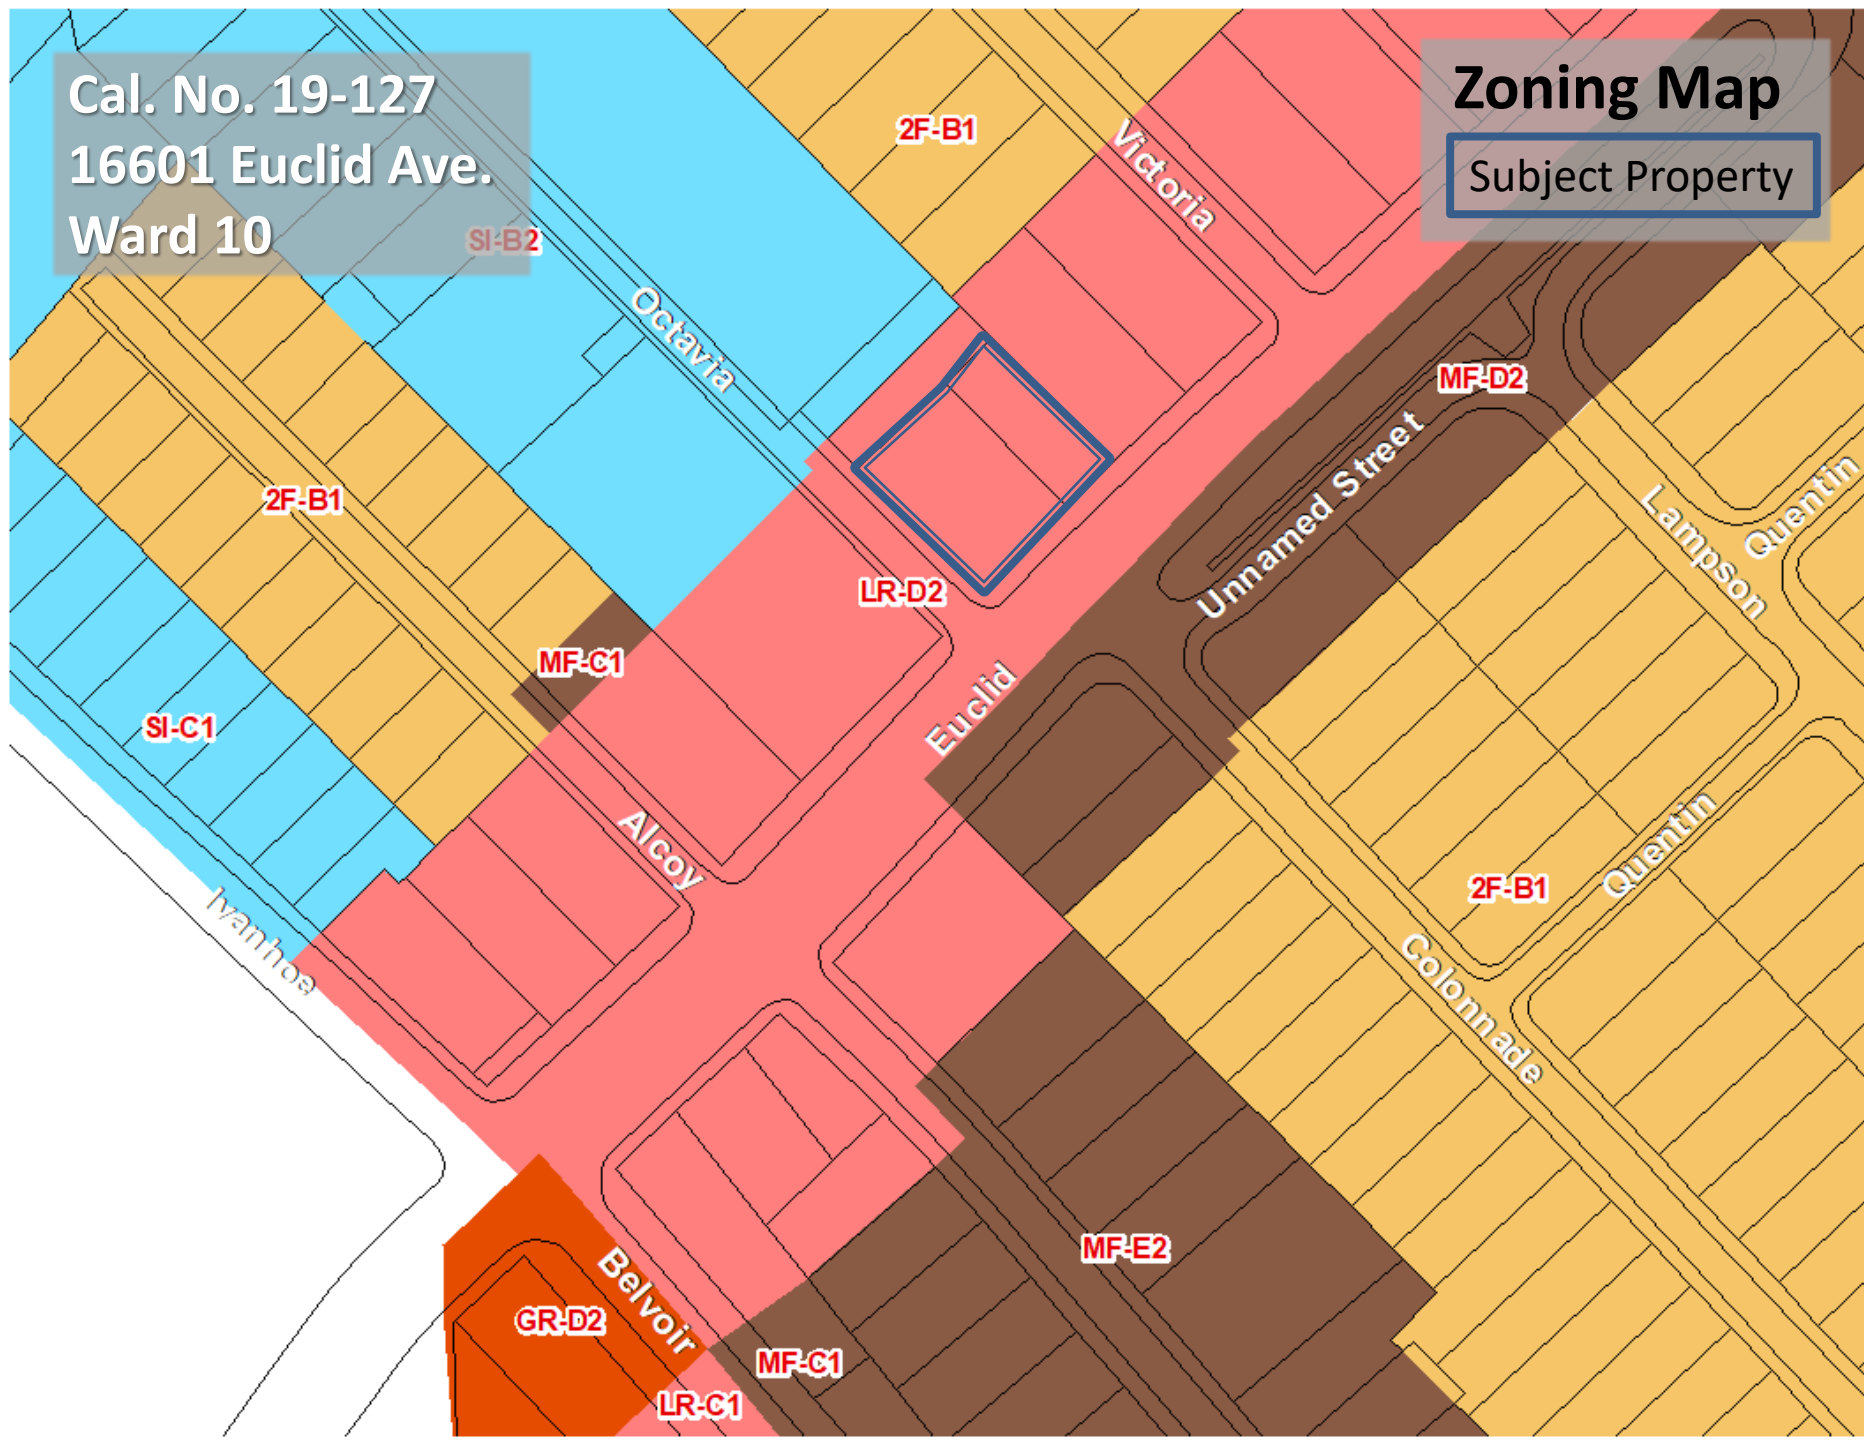 Cal. No. 19-127
16601 Euclid Ave.
Ward 10
Zoning Map
Subject Property
2F-B1
Victoria
SI-B2
Octavia
MF-D2
Unnamed Street
Quentin
Lampson
2F-B1
LR-D2
MF-C1
Euclid
SI-C1
Alcoy
Quentin
2F-B1
Ivanhoe
Colonnade
MF-E2
Belvoir
GR-D2
MF-C1
LR-C1